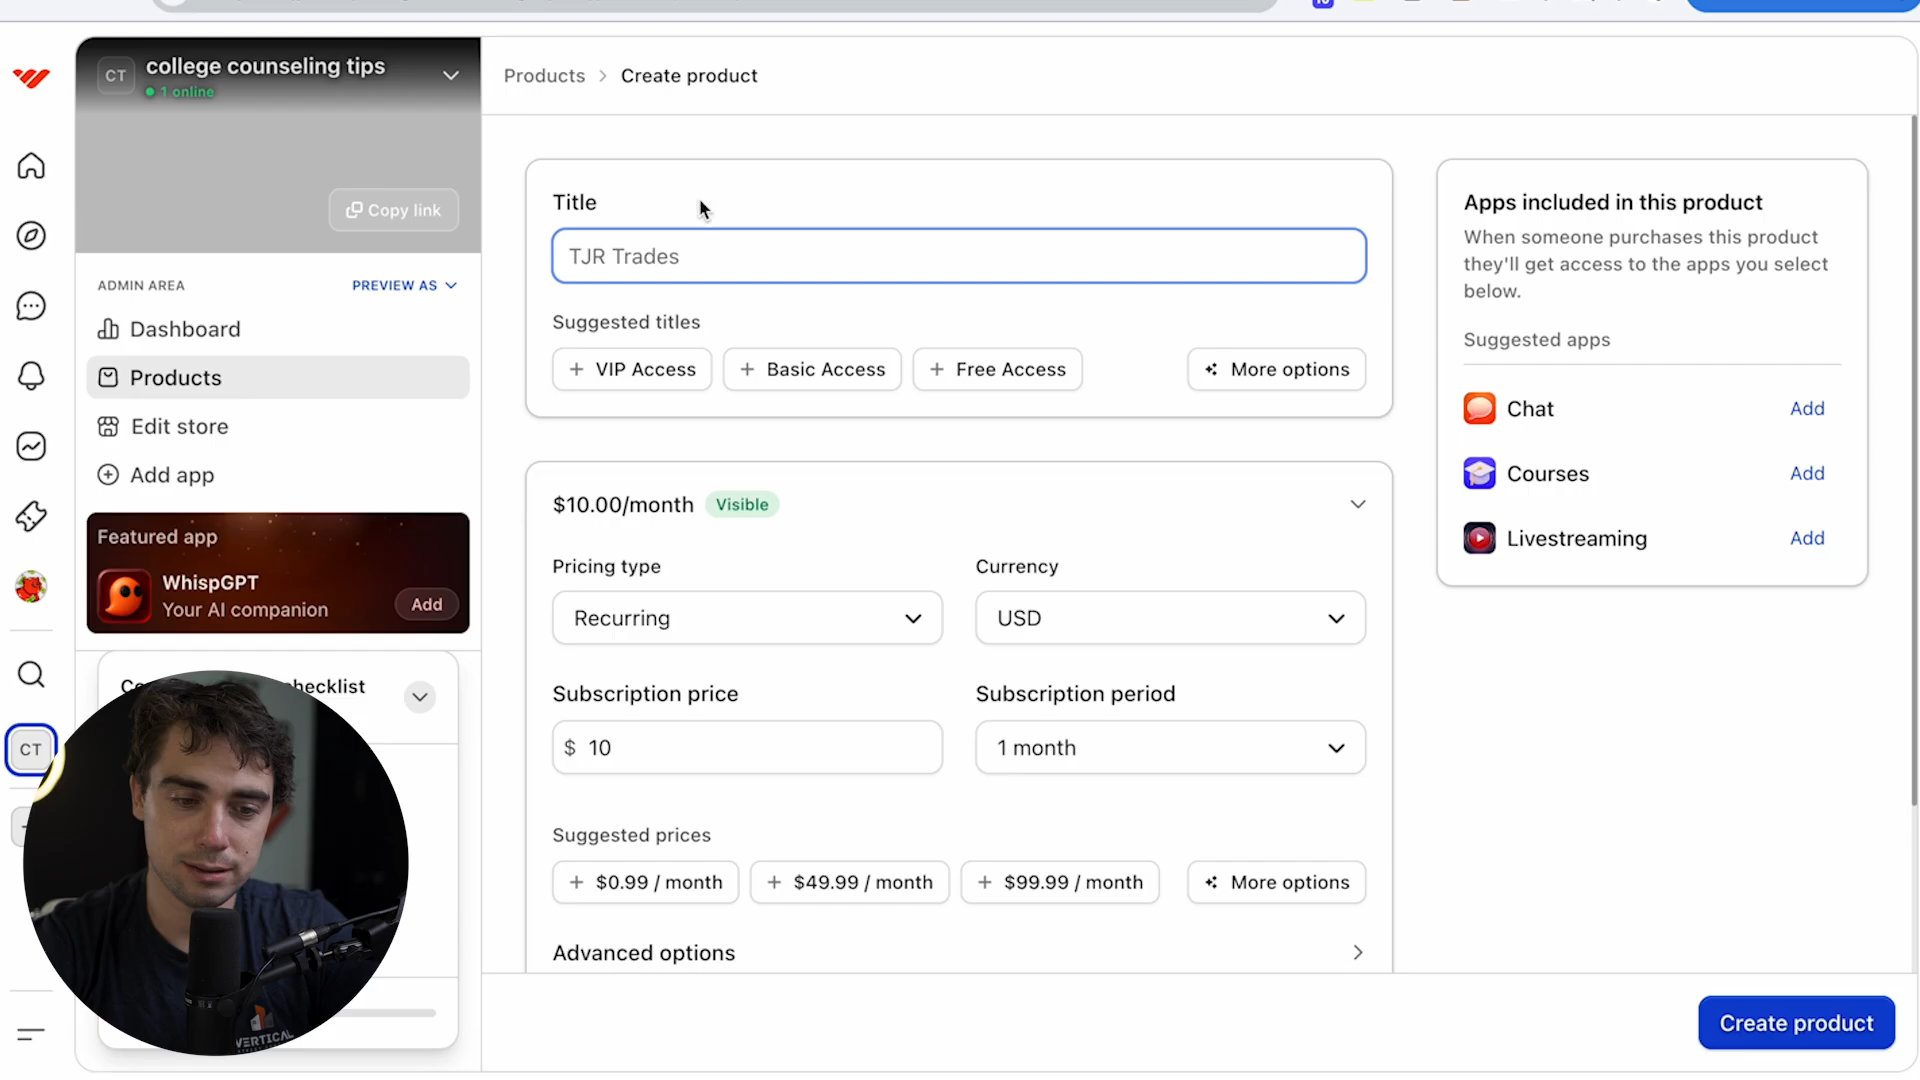 CT
college counseling tips
1 online
Copy link
ADMIN AREA
PREVIEW AS
Dashboard
Products
Edit store
Add app
Featured app
WhispGPT
Your AI companion
Add
hecklist
CT
VERTICAL
Products > Create product
Title
TJR Trades
Suggested titles
+ VIP Access
+ Basic Access
+ Free Access
More options
$10.00/month Visible
Pricing type
Currency
Recurring
USD
Subscription price
Subscription period
$ 10
1 month
Suggested prices
+ $0.99 / month
+ $49.99 / month
+ $99.99 / month
More options
Advanced options
Apps included in this product
When someone purchases this product
they'll get access to the apps you select
below.
Suggested apps
Chat Add
Courses Add
Livestreaming Add
Create product